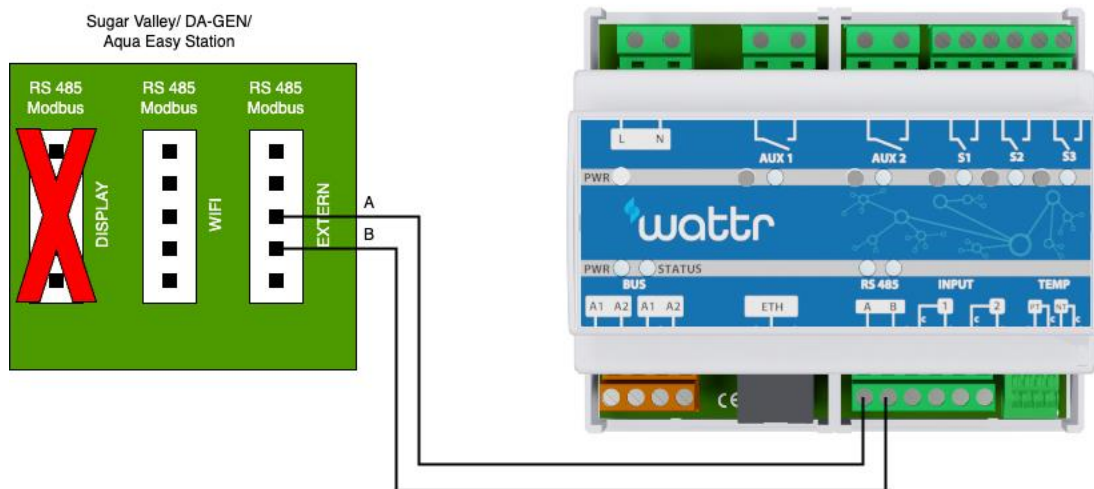 Sugar Valley/ DA-GEN/
Aqua Easy Station
RS 485
Modbus
RS 485
Modbus
RS 485
Modbus
DISPLAY
WIFI
EXTERN
A
B
L N
AUX 1
AUX 2
S1
S2
S3
PWR
wattr
PWR
STATUS
BUS
RS 485
INPUT
TEMP
A1 A2 A1 A2
ETH
A B
C
1
C
2
PT
C
NT
C
CE